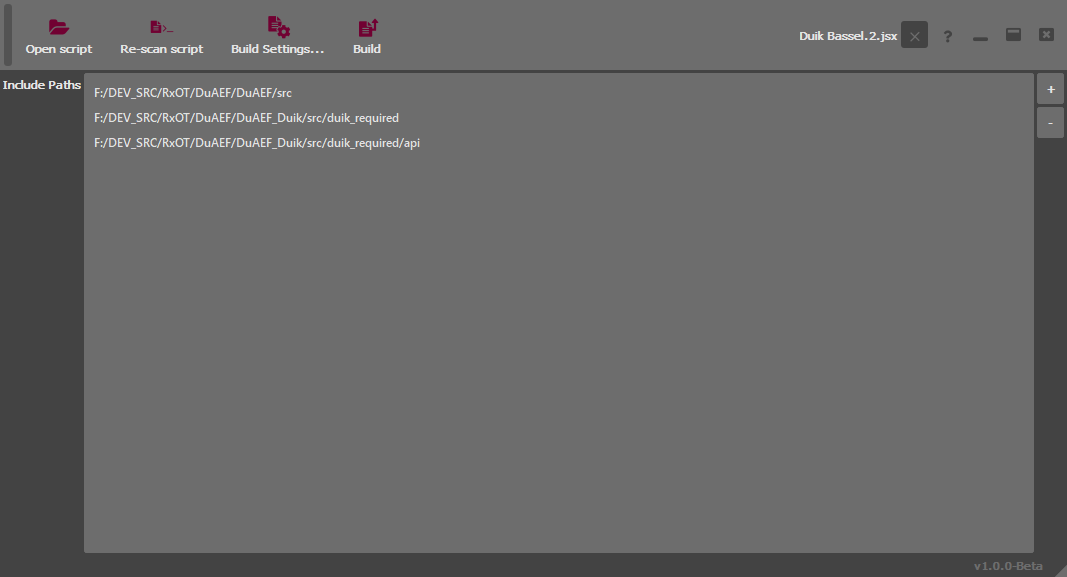 Open script
Re-scan script
Build Settings...
Build
Duik Bassel.2.jsx
?
Include Paths
F:/DEV_SRC/RxOT/DuAEF/DuAEF/src
F:/DEV_SRC/RxOT/DuAEF/DuAEF_Duik/src/duik_required
F:/DEV_SRC/RxOT/DuAEF/DuAEF_Duik/src/duik_required/api
+
-
v1.0.0-Beta